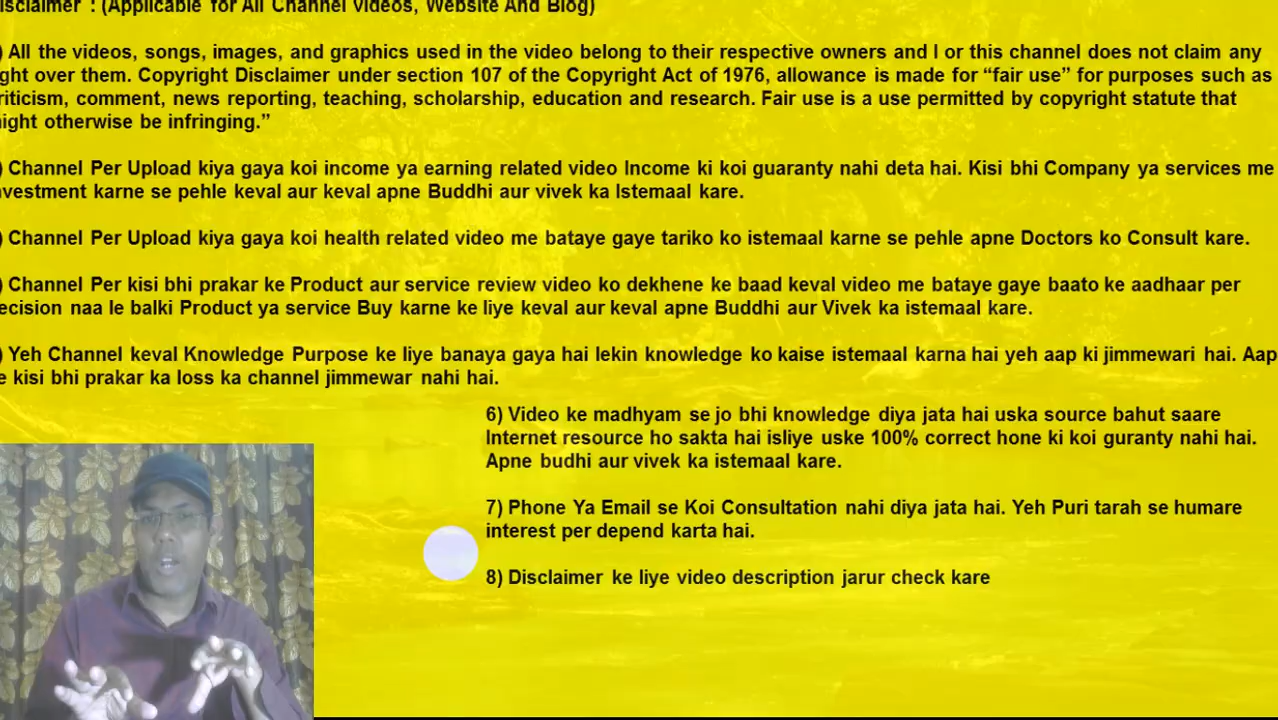 isclaimer : (Applicable for All Channel videos, Website And Blog)
) All the videos, songs, images, and graphics used in the video belong to their respective owners and I or this channel does not claim any
ght over them. Copyright Disclaimer under section 107 of the Copyright Act of 1976, allowance is made for “fair use” for purposes such as
riticism, comment, news reporting, teaching, scholarship, education and research. Fair use is a use permitted by copyright statute that
ight otherwise be infringing.”
) Channel Per Upload kiya gaya koi income ya earning related video Income ki koi guaranty nahi deta hai. Kisi bhi Company ya services me
nvestment karne se pehle keval aur keval apne Buddhi aur vivek ka Istemaal kare.
) Channel Per Upload kiya gaya koi health related video me bataye gaye tariko ko istemaal karne se pehle apne Doctors ko Consult kare.
) Channel Per kisi bhi prakar ke Product aur service review video ko dekhene ke baad keval video me bataye gaye baato ke aadhaar per
ecision naa le balki Product ya service Buy karne ke liye keval aur keval apne Buddhi aur Vivek ka istemaal kare.
) Yeh Channel keval Knowledge Purpose ke liye banaya gaya hai lekin knowledge ko kaise istemaal karna hai yeh aap ki jimmewari hai. Aap
e kisi bhi prakar ka loss ka channel jimmewar nahi hai.
6) Video ke madhyam se jo bhi knowledge diya jata hai uska source bahut saare
Internet resource ho sakta hai isliye uske 100% correct hone ki koi guranty nahi hai.
Apne budhi aur vivek ka istemaal kare.
7) Phone Ya Email se Koi Consultation nahi diya jata hai. Yeh Puri tarah se humare
interest per depend karta hai.
8) Disclaimer ke liye video description jarur check kare